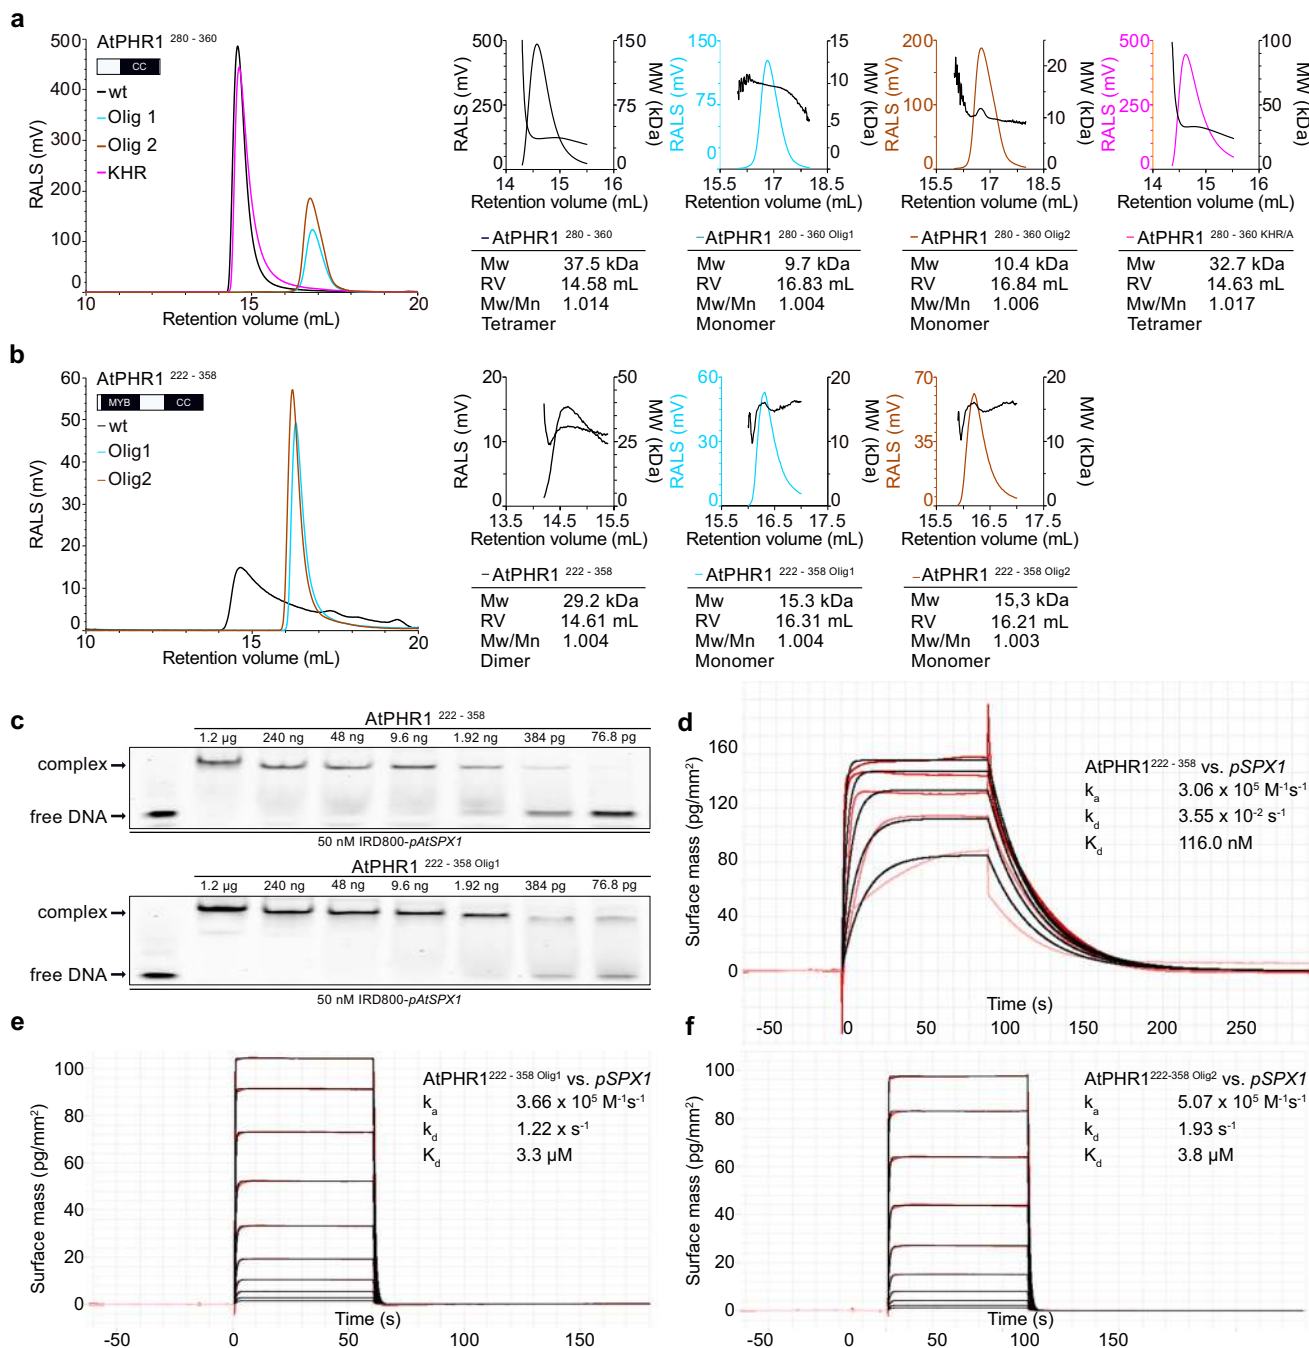 a
AtPHR1 280 - 360
CC
wt
Olig 1
Olig 2
KHR
RALS (mV)
500
400
300
200
100
0
10
15
20
Retention volume (mL)
RALS (mV)
500
250
0
150
75
0
MW (kDa)
14
15
16
Retention volume (mL)
AtPHR1 280 - 360
Mw 37.5 kDa
RV 14.58 mL
Mw/Mn 1.014
Tetramer
RALS (mV)
150
75
0
15
10
5
0
MW (kDa)
15.5
17
18.5
Retention volume (mL)
AtPHR1 280 - 360 Olig1
Mw 9.7 kDa
RV 16.83 mL
Mw/Mn 1.004
Monomer
RALS (mV)
200
100
0
20
10
0
MW (kDa)
15.5
17
18.5
Retention volume (mL)
AtPHR1 280 - 360 Olig2
Mw 10.4 kDa
RV 16.84 mL
Mw/Mn 1.006
Monomer
RALS (mV)
500
250
0
100
50
0
MW (kDa)
14
15
16
Retention volume (mL)
AtPHR1 280 - 360 KHR/A
Mw 32.7 kDa
RV 14.63 mL
Mw/Mn 1.017
Tetramer
b
AtPHR1 222 - 358
MYB CC
wt
Olig1
Olig2
RALS (mV)
60
50
40
30
20
10
0
10
15
20
Retention volume (mL)
RALS (mV)
20
10
0
50
25
0
MW (kDa)
13.5
14.5
15.5
Retention volume (mL)
AtPHR1 222 - 358
Mw 29.2 kDa
RV 14.61 mL
Mw/Mn 1.004
Dimer
RALS (mV)
60
30
0
20
10
0
MW (kDa)
15.5
16.5
17.5
Retention volume (mL)
AtPHR1 222 - 358 Olig1
Mw 15.3 kDa
RV 16.31 mL
Mw/Mn 1.004
Monomer
RALS (mV)
70
35
0
20
10
0
MW (kDa)
15.5
16.5
17.5
Retention volume (mL)
AtPHR1 222 - 358 Olig2
Mw 15,3 kDa
RV 16.21 mL
Mw/Mn 1.003
Monomer
c
AtPHR1 222 - 358
1.2 µg 240 ng 48 ng 9.6 ng 1.92 ng 384 pg 76.8 pg
complex
free DNA
50 nM IRD800-pAtSPX1
AtPHR1 222 - 358 Olig1
1.2 µg 240 ng 48 ng 9.6 ng 1.92 ng 384 pg 76.8 pg
complex
free DNA
50 nM IRD800-pAtSPX1
d
Surface mass (pg/mm²)
160
120
80
40
0
AtPHR1 222 - 358 vs. pSPX1
ka 3.06 x 10⁵ M⁻¹s⁻¹
kd 3.55 x 10⁻² s⁻¹
Kd 116.0 nM
Time (s)
-50 0 50 100 150 200 250
e
Surface mass (pg/mm²)
100
80
60
40
20
0
AtPHR1 222 - 358 Olig1 vs. pSPX1
ka 3.66 x 10⁵ M⁻¹s⁻¹
kd 1.22 x s⁻¹
Kd 3.3 µM
Time (s)
-50 0 50 100 150
f
Surface mass (pg/mm²)
100
80
60
40
20
0
AtPHR1 222-358 Olig2 vs. pSPX1
ka 5.07 x 10⁵ M⁻¹s⁻¹
kd 1.93 s⁻¹
Kd 3.8 µM
Time (s)
-50 0 50 100 150